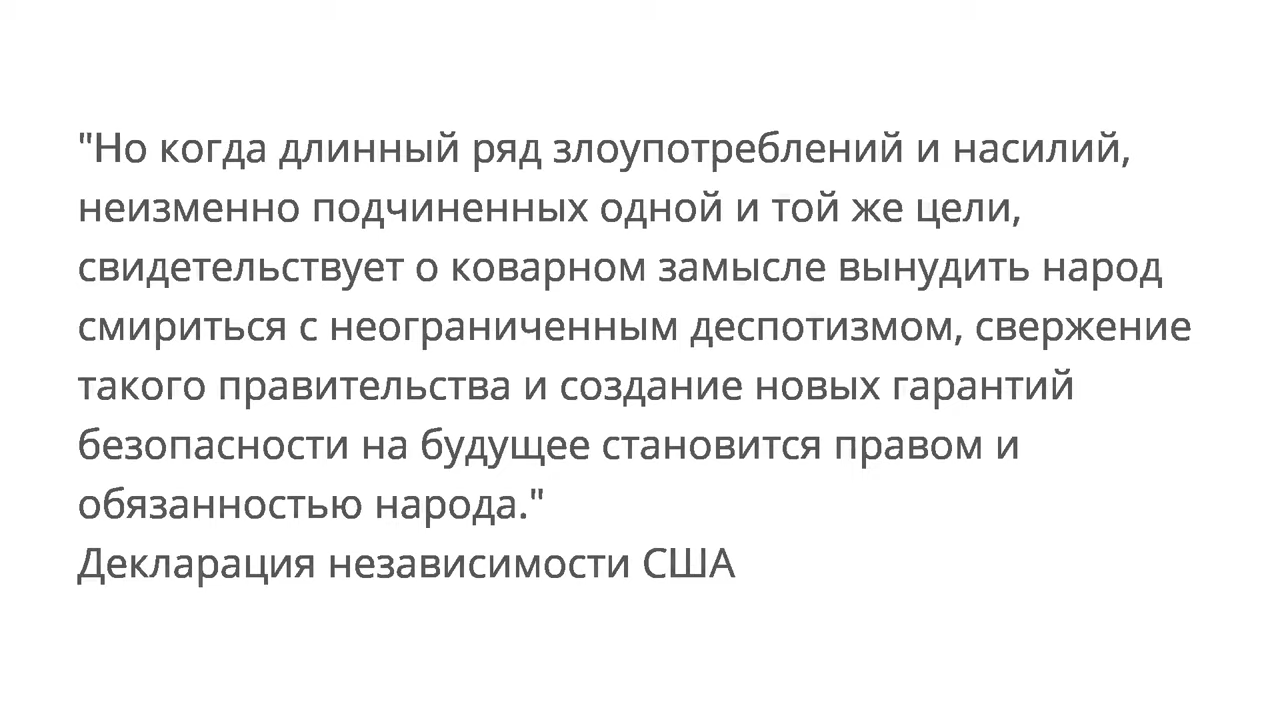 "Но когда длинный ряд злоупотреблений и насилий,
неизменно подчиненных одной и той же цели,
свидетельствует о коварном замысле вынудить народ
смириться с неограниченным деспотизмом, свержение
такого правительства и создание новых гарантий
безопасности на будущее становится правом и
обязанностью народа."
Декларация независимости США